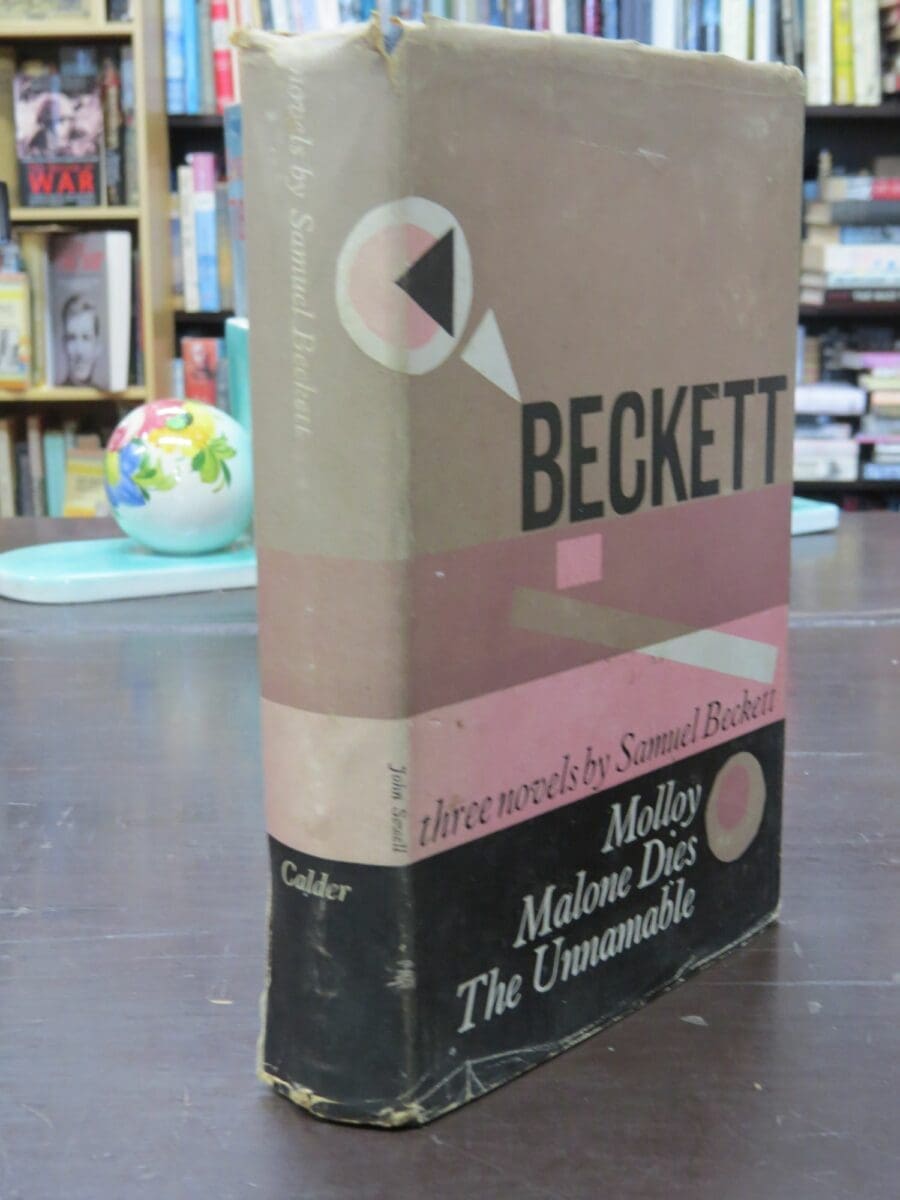 novels by Samuel Beckett
BECKETT
three novels by Samuel Beckett
Molloy
Malone Dies
The Unnamable
John Sewell
Calder
WAR